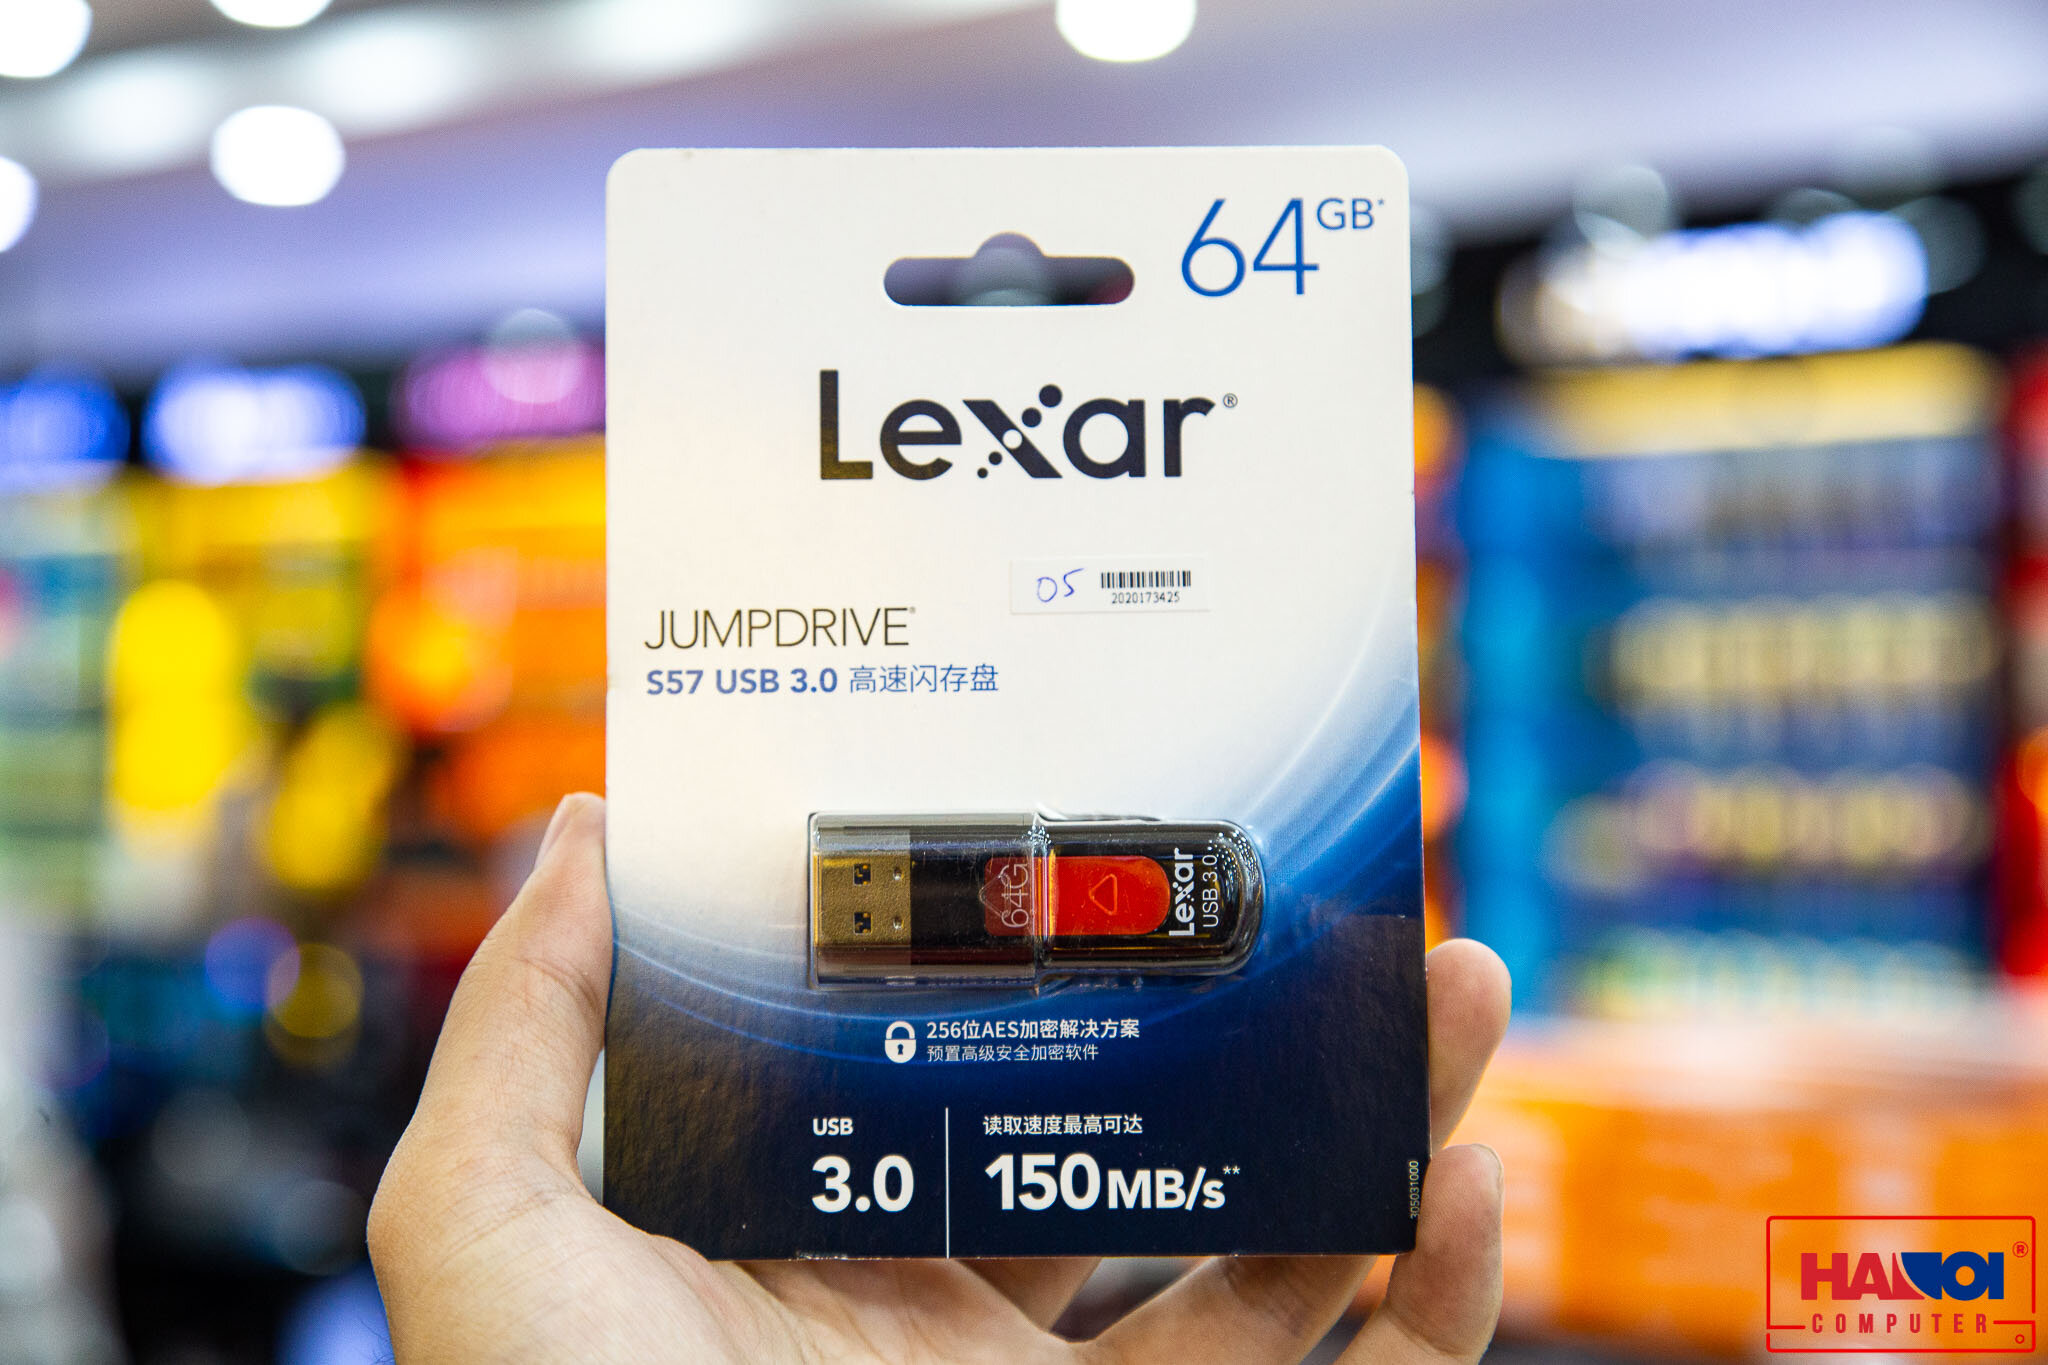 64GB*
Lexar®
05
2020173425
JUMPDRIVE®
S57 USB 3.0 高速闪存盘
64G
Lexar
USB 3.0
256位AES加密解决方案
预置高级安全加密软件
USB
3.0
读取速度最高可达
150MB/s**
305031000
HANOI®
COMPUTER